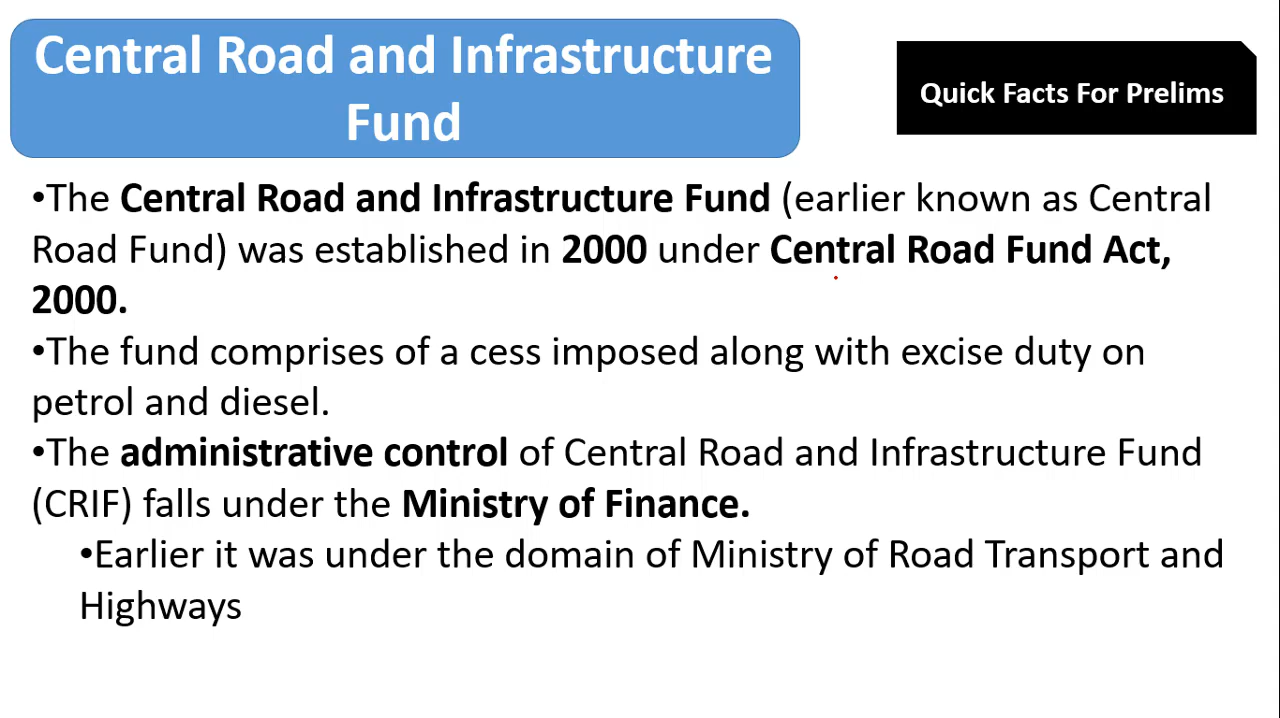 Central Road and Infrastructure
Fund
Quick Facts For Prelims
•The Central Road and Infrastructure Fund (earlier known as Central
Road Fund) was established in 2000 under Central Road Fund Act,
2000.
•The fund comprises of a cess imposed along with excise duty on
petrol and diesel.
•The administrative control of Central Road and Infrastructure Fund
(CRIF) falls under the Ministry of Finance.
•Earlier it was under the domain of Ministry of Road Transport and
Highways